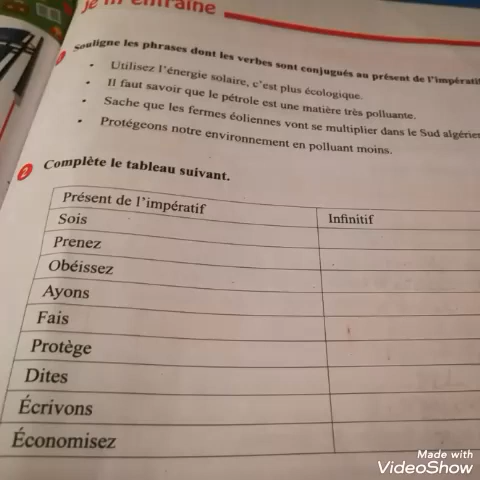 Je m'entraîne
Souligne les phrases dont les verbes sont conjugués au présent de l'impératif
• Utilisez l'énergie solaire, c'est plus écologique.
• Il faut savoir que le pétrole est une matière très polluante.
• Sache que les fermes éoliennes vont se multiplier dans le Sud algérien
• Protégeons notre environnement en polluant moins.
2 Complète le tableau suivant.
Présent de l'impératif Infinitif
Sois
Prenez
Obéissez
Ayons
Fais
Protège
Dites
Écrivons
Économisez
Made with
VideoShow